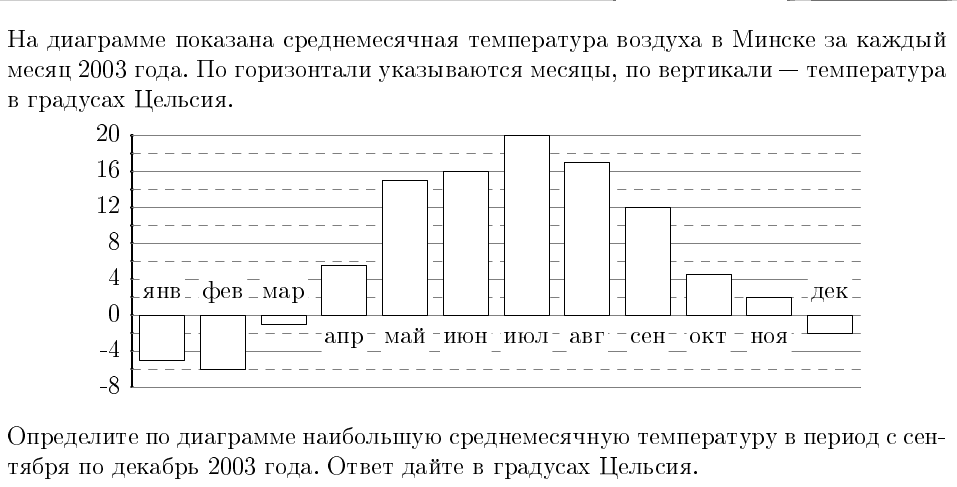 На диаграмме показана среднемесячная температура воздуха в Минске за каждый
месяц 2003 года. По горизонтали указываются месяцы, по вертикали — температура
в градусах Цельсия.
20
16
12
8
4
0
-4
-8
янв фев мар дек
апр май июн июл авг сен окт ноя
Определите по диаграмме наибольшую среднемесячную температуру в период с сен-
тября по декабрь 2003 года. Ответ дайте в градусах Цельсия.